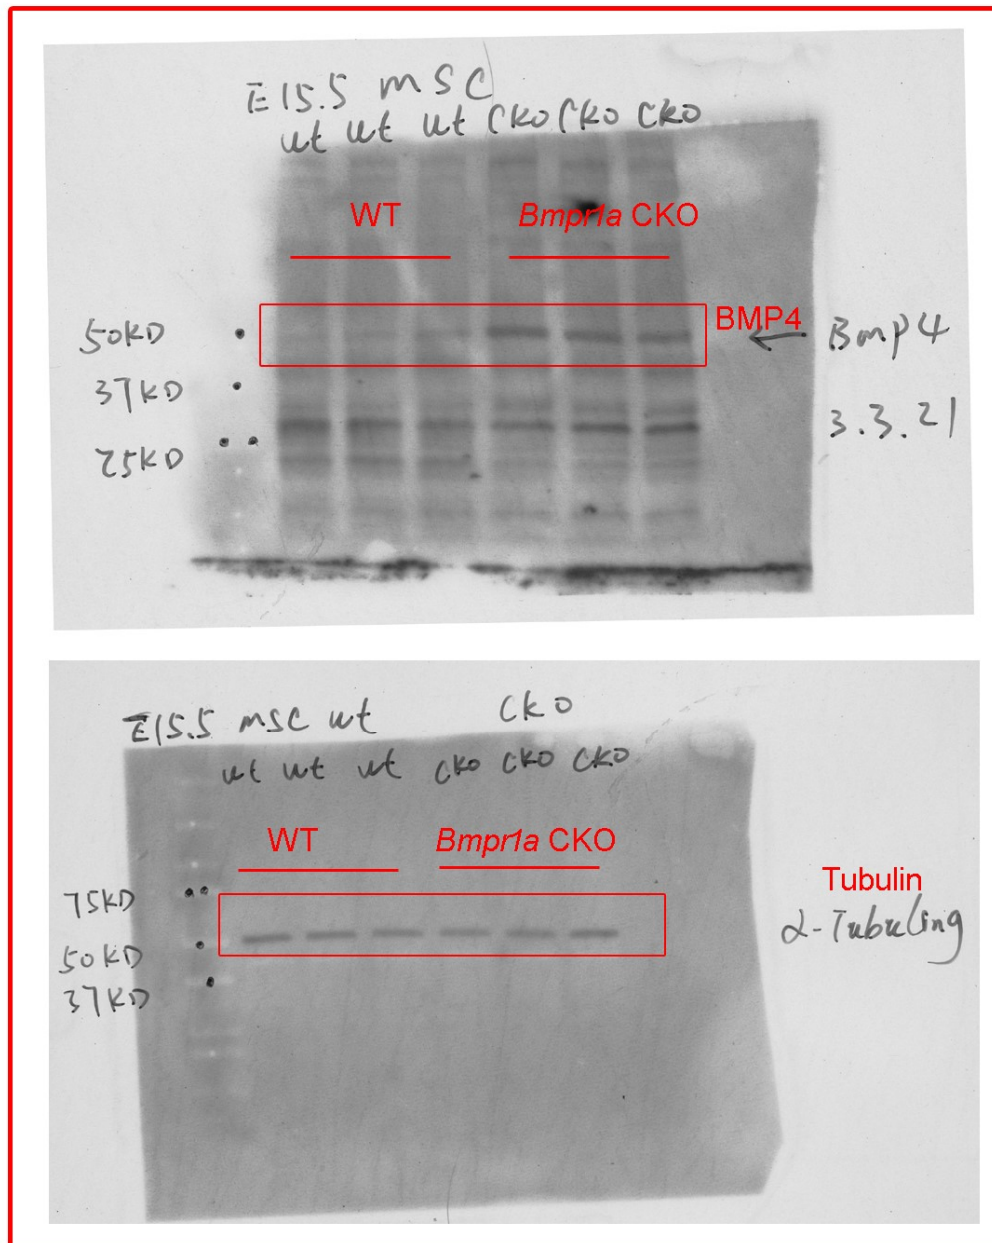 E15.5 msc
wt wt wt CKO CKO CKO
WT Bmpr1a CKO
50KD BMP4 ← Bmp4
37KD
3.3.21
25KD
E15.5 msc wt CKO
wt wt wt CKO CKO CKO
WT Bmpr1a CKO
75KD Tubulin
α-Tubuling
50KD
37KD